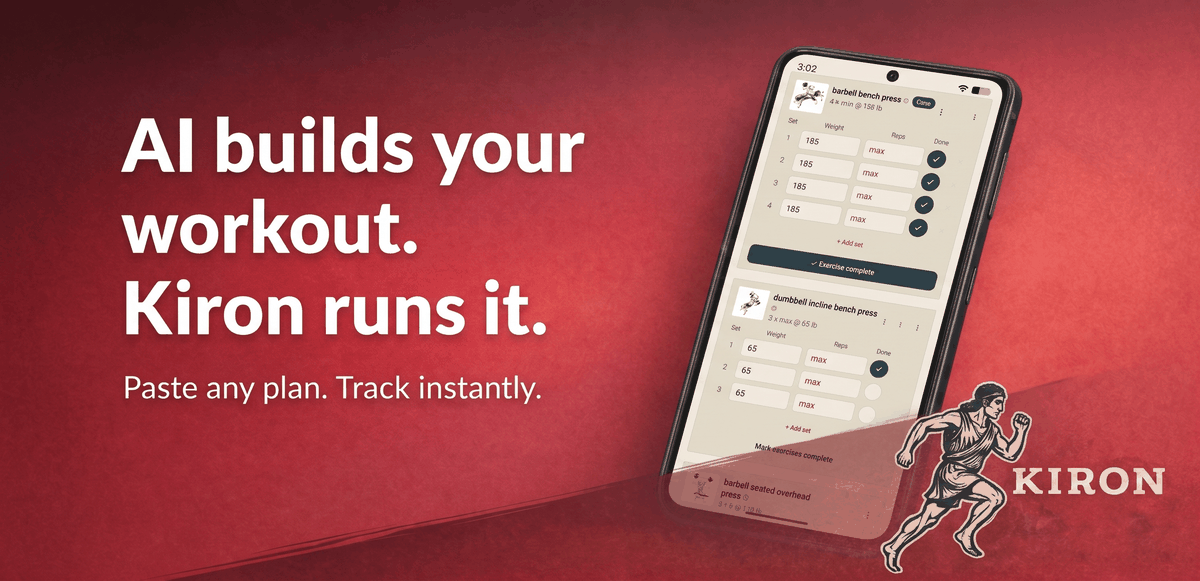 AI builds your
workout.
Kiron runs it.
Paste any plan. Track instantly.
3:02
barbell bench press
Set Weight Reps Done
1 185 max
2 185 max
3 185 max
4 185 max
+ Add set
✓ Exercise complete
dumbbell incline bench press
3 x max @ 65 lb
Set Weight Reps Done
1 65 max
2 65 max
3 65 max
+ Add set
Mark exercises complete
barbell seated overhead
press
KIRON